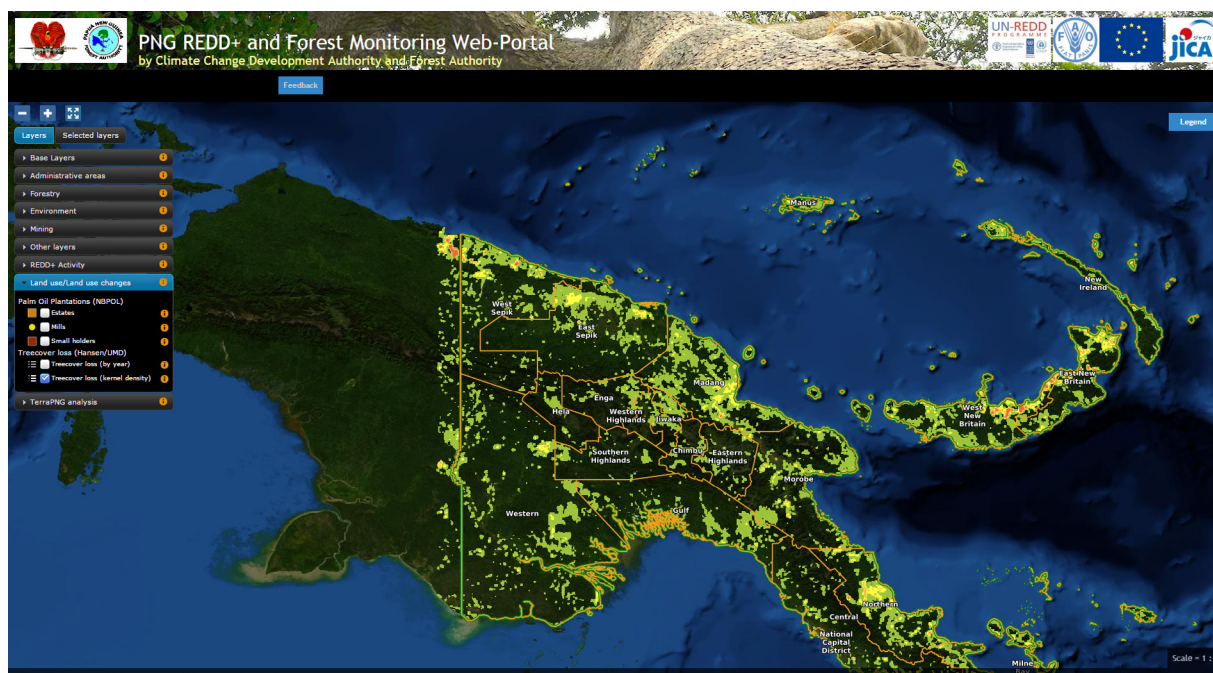 PNG REDD+ and Forest Monitoring Web-Portal
by Climate Change Development Authority and Forest Authority
UN-REDD
PROGRAMME
FAO
JICA
Feedback
Legend
Layers
Selected layers
Base Layers
Administrative areas
Forestry
Environment
Mining
Other layers
REDD+ Activity
Land use/Land use changes
Palm Oil Plantations (NBPOL)
Estates
Mills
Small holders
Treecover loss (Hansen/UMD)
Treecover loss (by year)
Treecover loss (kernel density)
TerraPNG analysis
Manus
New
Ireland
West
Sepik
East
Sepik
Madang
East New
Britain
West
New
Britain
Enga
Hela
Western
Highlands
Jiwaka
Southern
Highlands
Chimbu
Eastern
Highlands
Morobe
Western
Gulf
Northern
Central
National
Capital
District
Milne
Bay
Scale = 1 :